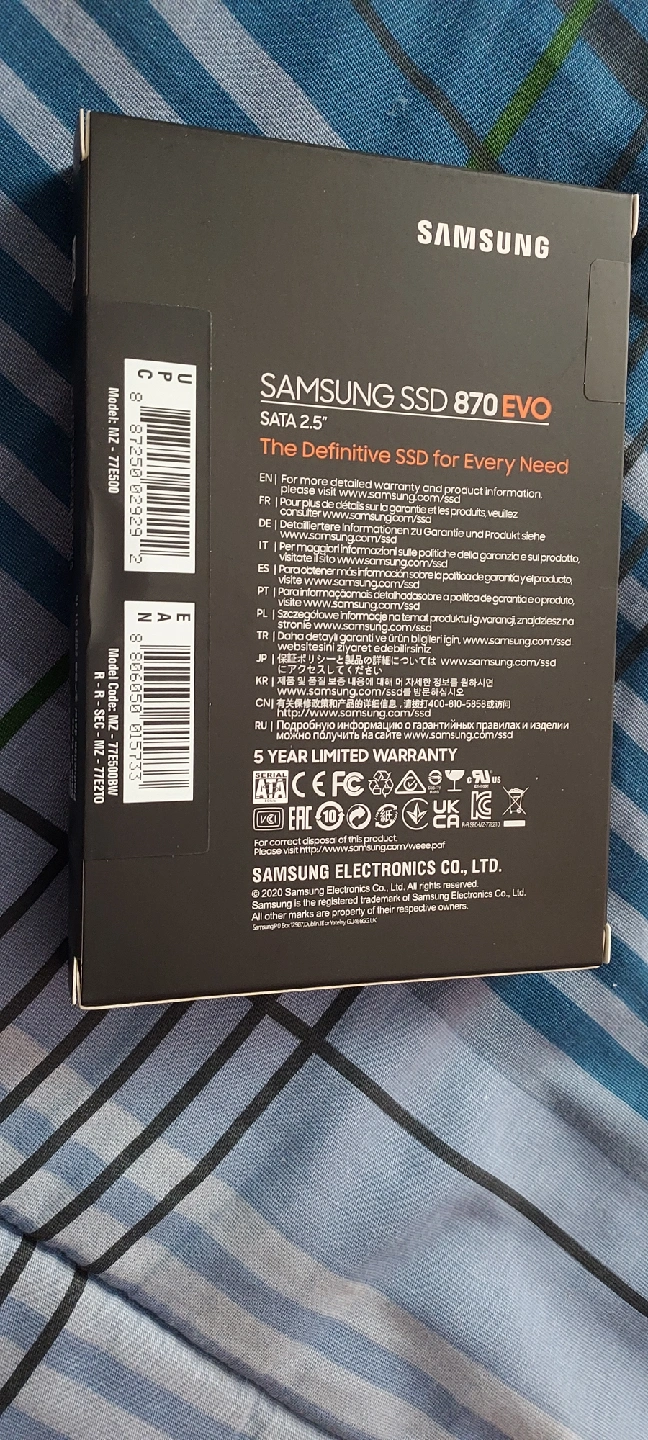 SAMSUNG
SAMSUNG SSD 870 EVO
SATA 2.5"
The Definitive SSD for Every Need
EN | For more detailed warranty and product information,
please visit www.samsung.com/ssd
FR | Pour plus de détails sur la garantie et les produits, veuillez
consulter www.samsung.com/ssd
DE | Detailliertere Informationen zu Garantie und Produkt siehe
www.samsung.com/ssd
IT | Per maggiori informazioni sulle politiche della garanzia e sul prodotto,
visitate il sito www.samsung.com/ssd
ES | Para obtener más información sobre la política de garantía y el producto,
visite www.samsung.com/ssd
PT | Para informação mais detalhada sobre a política de garantia e o produto,
visite www.samsung.com/ssd
PL | Szczegółowe informacje na temat produktu i gwarancji, znajdziesz na
stronie www.samsung.com/ssd
TR | Daha detaylı garanti ve ürün bilgileri için, www.samsung.com/ssd
websitesini ziyaret edebilirsiniz
JP | 保証ポリシーと製品の詳細については www.samsung.com/ssd
にアクセスしてください
KR | 제품 및 품질 보증 내용에 대해 더 자세한 정보를 원하시면
www.samsung.com/ssd를 방문하십시오
CN | 有关保修政策和产品的详细信息，请拨打400-810-5858或访问
http://www.samsung.com/ssd
RU | Подробную информацию о гарантийных правилах и изделии
можно получить на сайте www.samsung.com/ssd
5 YEAR LIMITED WARRANTY
SERIAL
ATA
CE FC
c RU us
VCI EAC 10 UK
CA
For correct disposal of this product.
Please visit http://www.samsung.com/weee.pdf
SAMSUNG ELECTRONICS CO., LTD.
© 2020 Samsung Electronics Co., Ltd. All rights reserved.
Samsung is the registered trademark of Samsung Electronics Co., Ltd.
All other marks are property of their respective owners.
UPC
8 87250 02929 2
Model: MZ - 77E500
EAN
8 806050 015733
Model Code: MZ - 77E500BW
R - R - SEC - MZ - 77E2T0